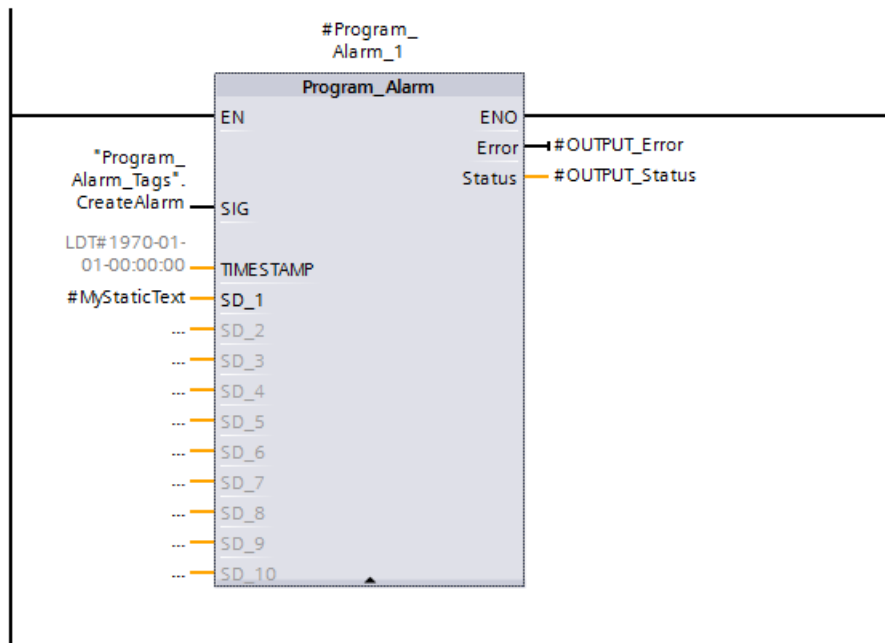 #Program_
Alarm_1
Program_Alarm
EN
ENO
Error
#OUTPUT_Error
"Program_
Alarm_Tags".
CreateAlarm
Status
#OUTPUT_Status
SIG
LDT#1970-01-
01-00:00:00
TIMESTAMP
#MyStaticText
SD_1
... SD_2
... SD_3
... SD_4
... SD_5
... SD_6
... SD_7
... SD_8
... SD_9
... SD_10